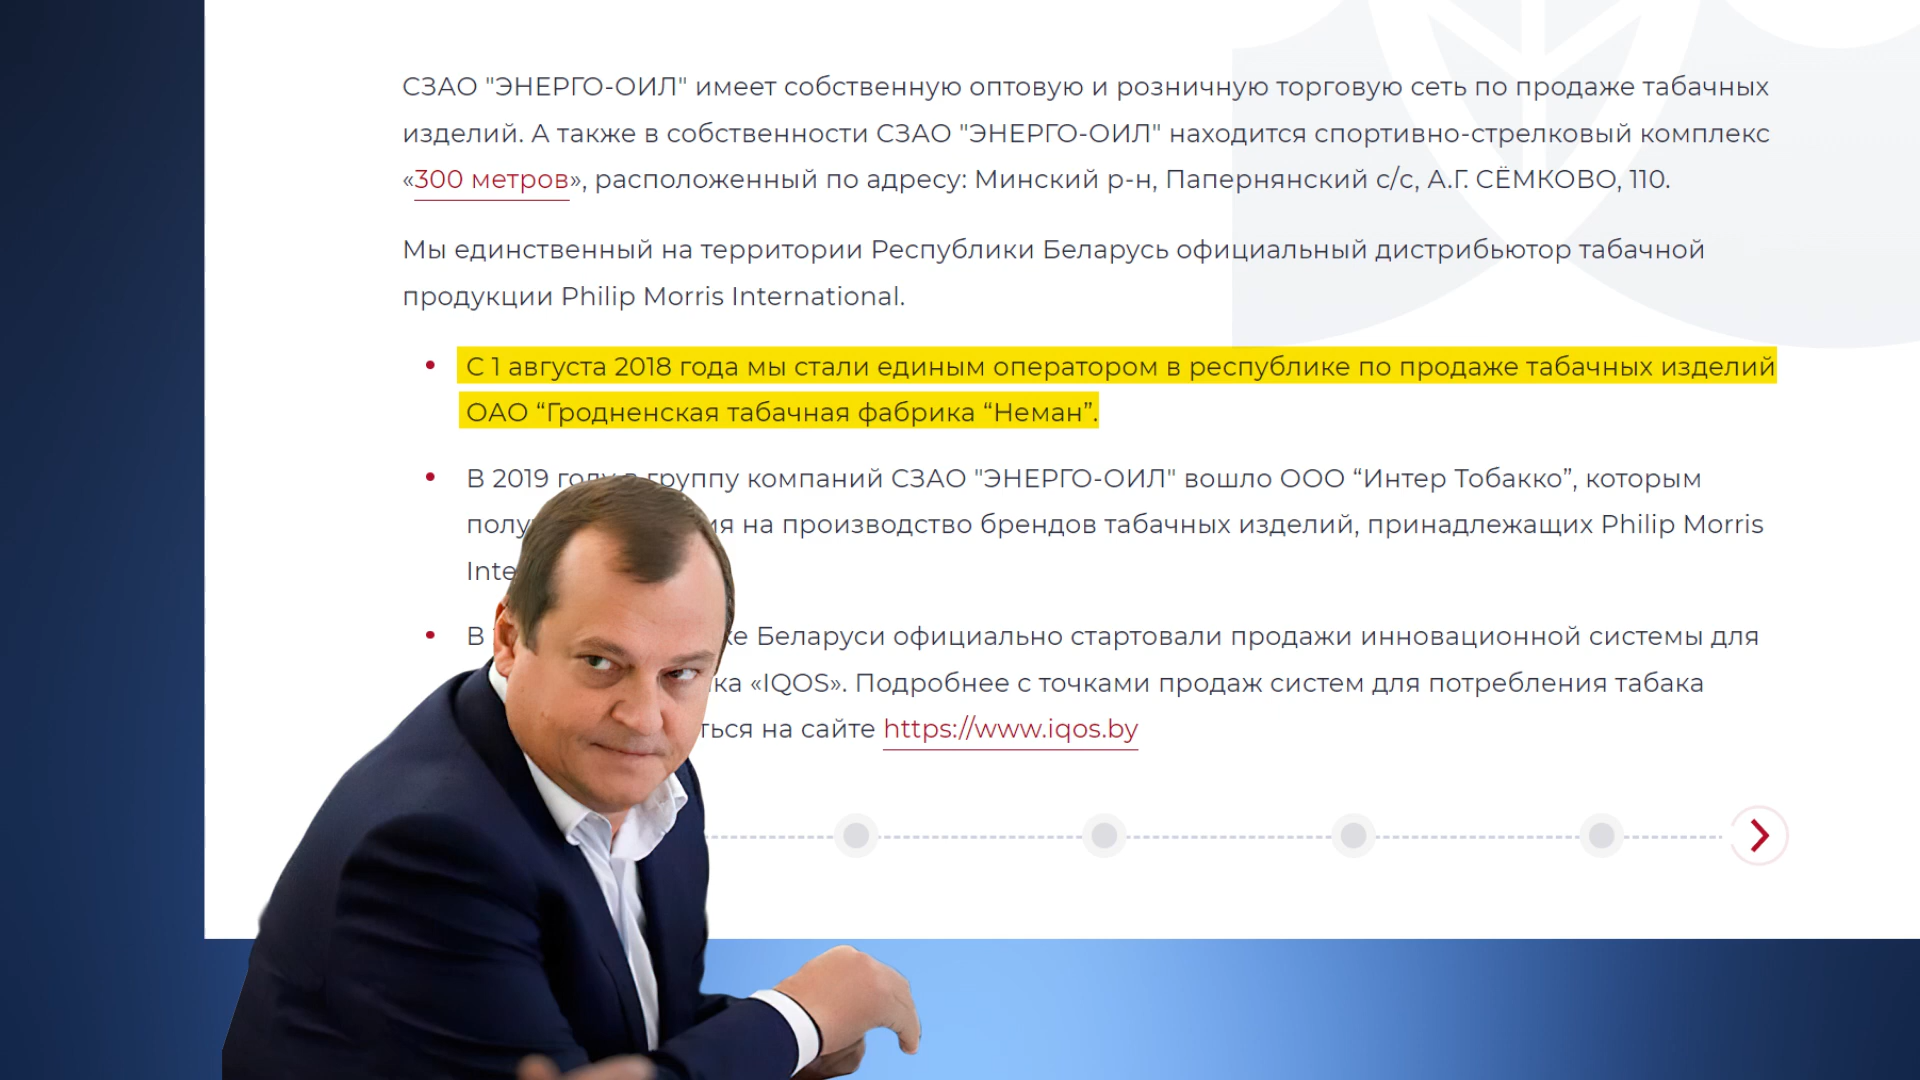 СЗАО "ЭНЕРГО-ОИЛ" имеет собственную оптовую и розничную торговую сеть по продаже табачных
изделий. А также в собственности СЗАО "ЭНЕРГО-ОИЛ" находится спортивно-стрелковый комплекс
«300 метров», расположенный по адресу: Минский р-н, Папернянский с/с, А.Г. СЁМКОВО, 110.
Мы единственный на территории Республики Беларусь официальный дистрибьютор табачной
продукции Philip Morris International.
С 1 августа 2018 года мы стали единым оператором в республике по продаже табачных изделий
ОАО “Гродненская табачная фабрика “Неман”.
В 2019 году в группу компаний СЗАО "ЭНЕРГО-ОИЛ" вошло ООО “Интер Тобакко”, которым
на производство брендов табачных изделий, принадлежащих Philip Morris
В Беларуси официально стартовали продажи инновационной системы для
«IQOS». Подробнее с точками продаж систем для потребления табака
на сайте https://www.iqos.by